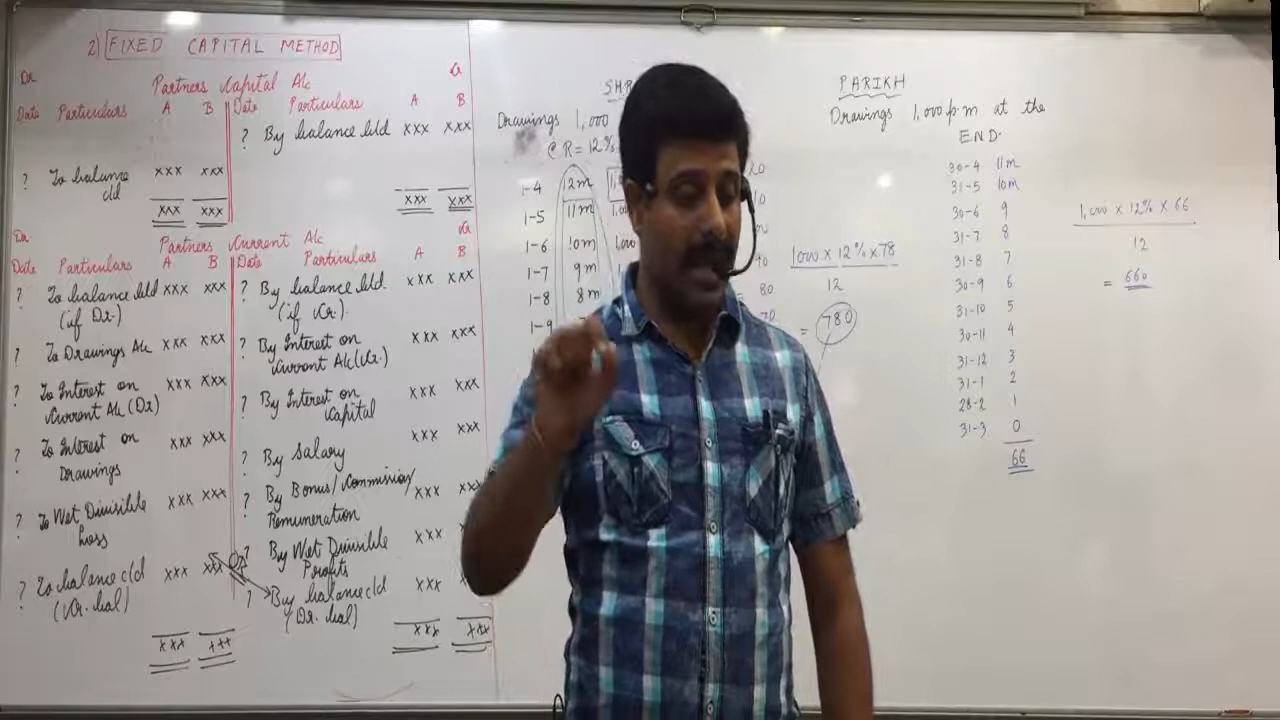 2) FIXED CAPITAL METHOD
Dr Partners Capital A/c Cr
Date Particulars A B Date Particulars A B
? By balance b/d xxx xxx
? To balance c/d xxx xxx
xxx xxx xxx xxx
Dr Partners Current A/c Cr
Date Particulars A B Date Particulars A B
? To balance b/d xxx xxx ? By balance b/d. xxx xxx
(if Dr.) (if Cr).
? To Drawings A/c xxx xxx ? By Interest on xxx xxx
Current A/c (Cr)
? To Interest on xxx xxx
Current A/c (Dr)
? By Interest on xxx xxx
Capital
? To Interest on xxx xxx
Drawings
? By Salary xxx xxx
? By Bonus/Commission/ xxx
Remuneration
? To Net Divisible xxx xxx
Loss
? By Net Divisible xxx
Profits
? To balance c/d xxx xxx
(Cr. bal)
Or
? By balance c/d xxx
(Dr. bal)
xxx xxx xxx xxx
Drawings 1,000
@ R = 12%
1-4 12m
1-5 11m
1-6 10m
1-7 9m
1-8 8m
1-9
80
1000 x 12% x 78
12
= 780
PARIKH
Drawings 1,000 p.m at the
END.
30-4 11m
31-5 10m
30-6 9
31-7 8
31-8 7
30-9 6
31-10 5
30-11 4
31-12 3
31-1 2
28-2 1
31-3 0
66
1,000 x 12% x 66
12
= 660